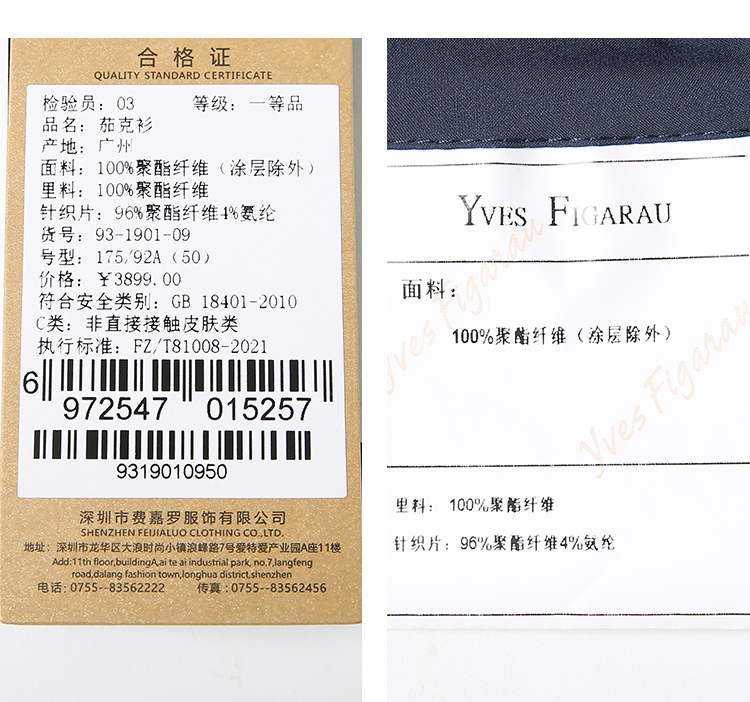 合格证
QUALITY STANDARD CERTIFICATE
检验员：03 等级：一等品
品名：茄克衫
产地：广州
面料：100%聚酯纤维（涂层除外）
里料：100%聚酯纤维
针织片：96%聚酯纤维4%氨纶
货号：93-1901-09
号型：175/92A（50）
价格：￥3899.00
符合安全类别：GB 18401-2010
C类：非直接接触皮肤类
执行标准：FZ/T81008-2021
6 972547 015257
9319010950
深圳市费嘉罗服饰有限公司
SHENZHEN FEIJIALUO CLOTHING CO.,LTD.
地址：深圳市龙华区大浪时尚小镇浪峰路7号爱特爱产业园A座11楼
Add:11th floor,buildingA,ai te ai industrial park, no.7,langfeng
road,dalang fashion town,longhua district,shenzhen
电话：0755--83562222 传真：0755--83562456
YVES FIGARAU
面料：
100%聚酯纤维（涂层除外）
Yves Figarau
Yves Figarau
里料：100%聚酯纤维
针织片：96%聚酯纤维4%氨纶